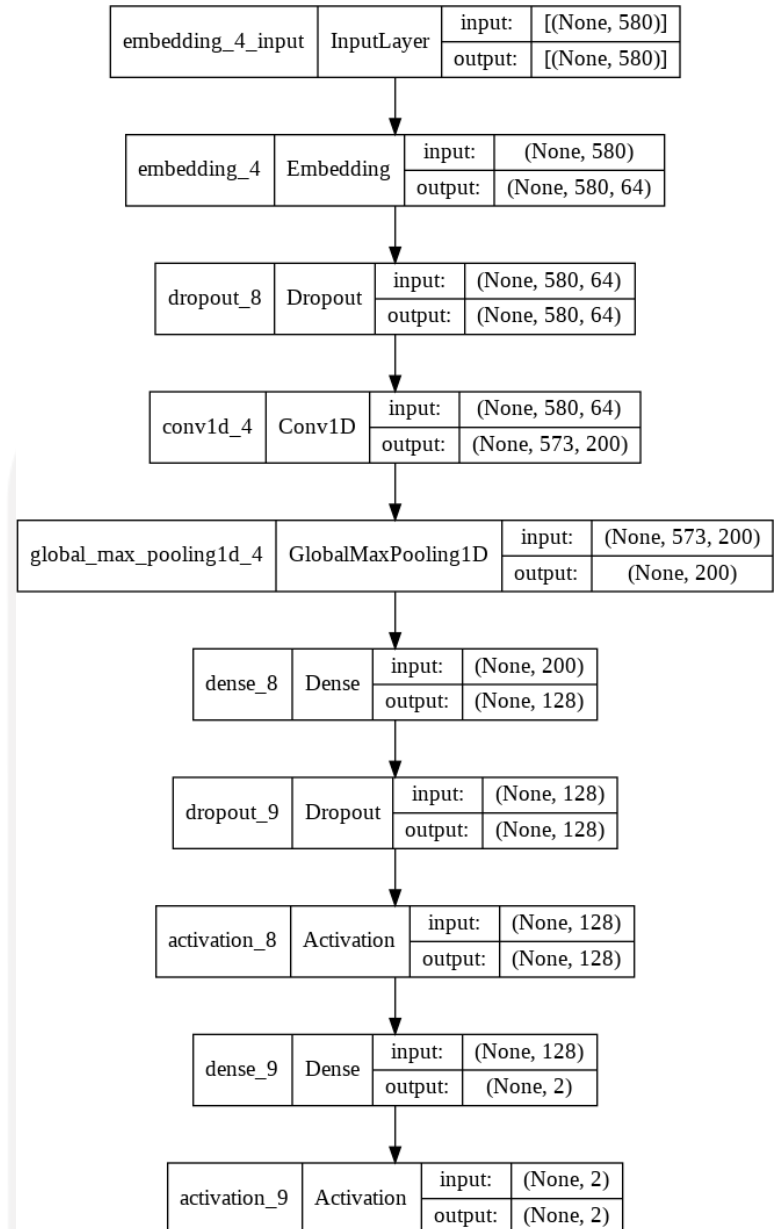 embedding_4_input InputLayer input: [(None, 580)]
output: [(None, 580)]
embedding_4 Embedding input: (None, 580)
output: (None, 580, 64)
dropout_8 Dropout input: (None, 580, 64)
output: (None, 580, 64)
conv1d_4 Conv1D input: (None, 580, 64)
output: (None, 573, 200)
global_max_pooling1d_4 GlobalMaxPooling1D input: (None, 573, 200)
output: (None, 200)
dense_8 Dense input: (None, 200)
output: (None, 128)
dropout_9 Dropout input: (None, 128)
output: (None, 128)
activation_8 Activation input: (None, 128)
output: (None, 128)
dense_9 Dense input: (None, 128)
output: (None, 2)
activation_9 Activation input: (None, 2)
output: (None, 2)